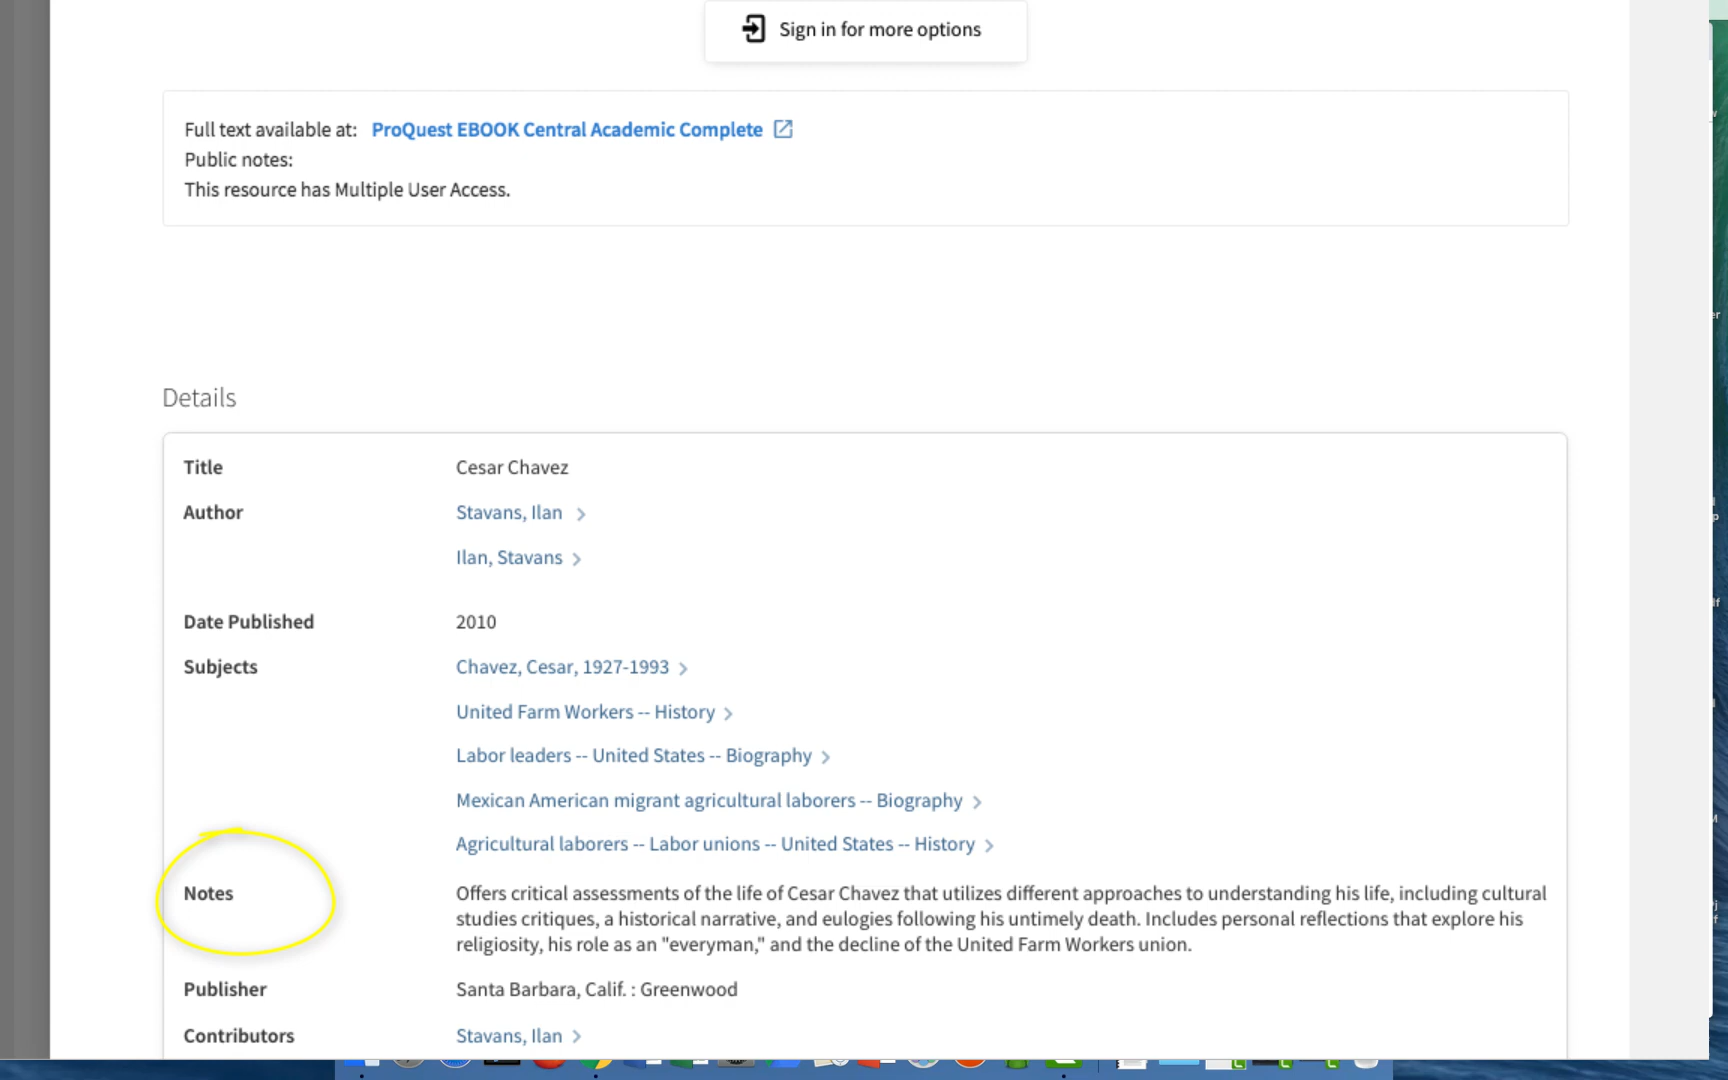 Sign in for more options
Full text available at: ProQuest EBOOK Central Academic Complete
Public notes:
This resource has Multiple User Access.
Details
Title Cesar Chavez
Author Stavans, Ilan
Ilan, Stavans
Date Published 2010
Subjects Chavez, Cesar, 1927-1993
United Farm Workers -- History
Labor leaders -- United States -- Biography
Mexican American migrant agricultural laborers -- Biography
Agricultural laborers -- Labor unions -- United States -- History
Notes Offers critical assessments of the life of Cesar Chavez that utilizes different approaches to understanding his life, including cultural
studies critiques, a historical narrative, and eulogies following his untimely death. Includes personal reflections that explore his
religiosity, his role as an "everyman," and the decline of the United Farm Workers union.
Publisher Santa Barbara, Calif. : Greenwood
Contributors Stavans, Ilan